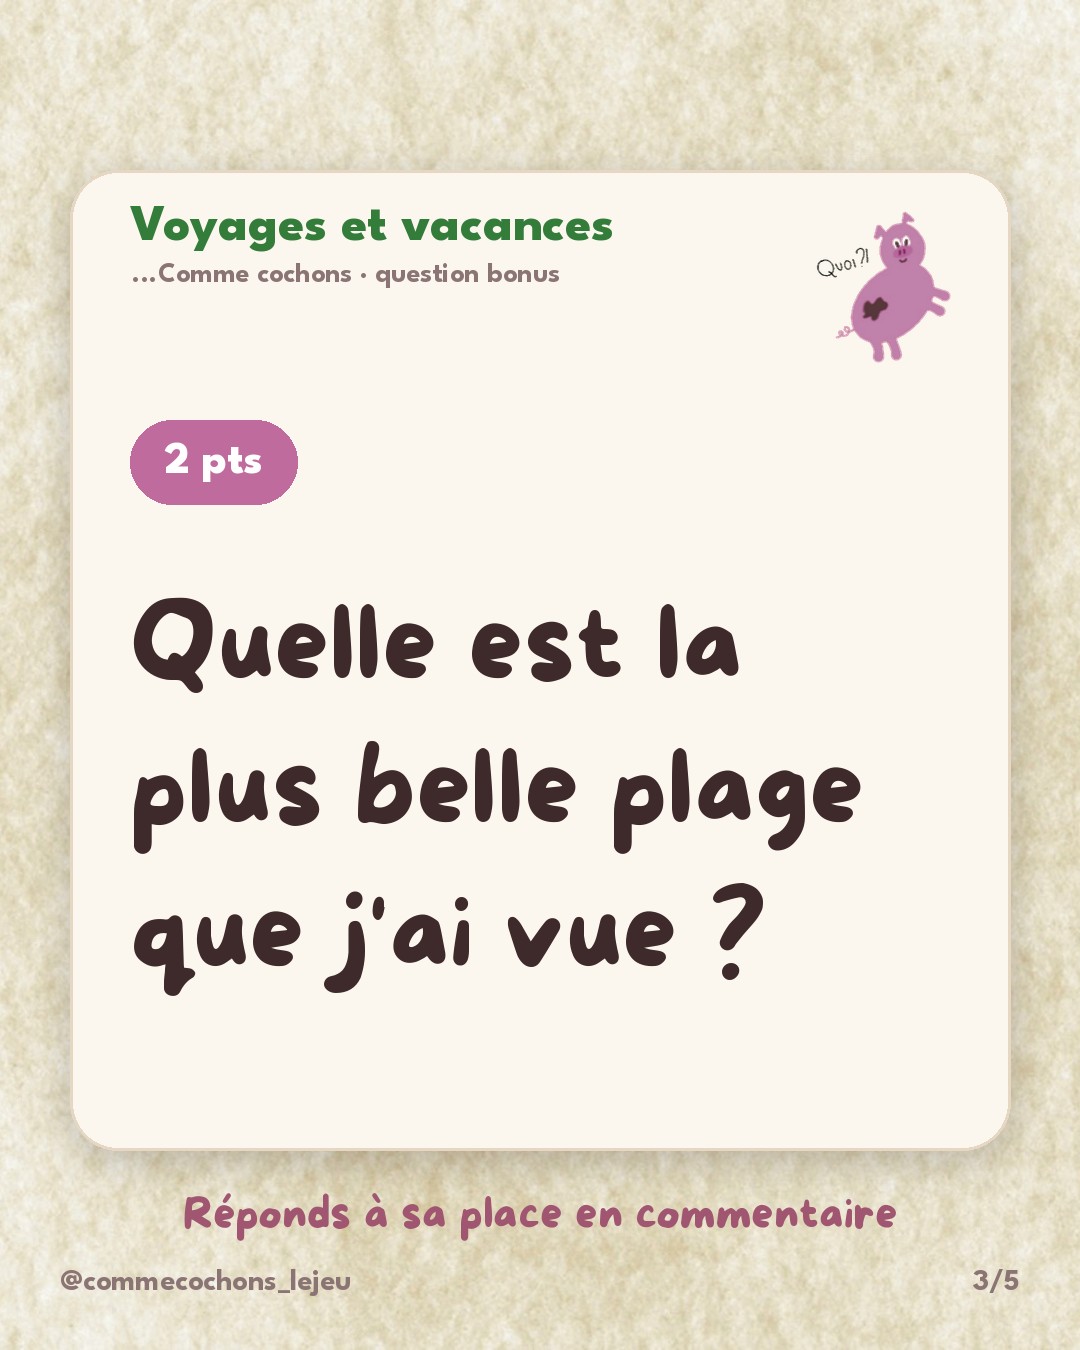 Voyages et vacances
...Comme cochons · question bonus
Quoi?!
2 pts
Quelle est la
plus belle plage
que j'ai vue ?
Réponds à sa place en commentaire
@commecochons_lejeu
3/5